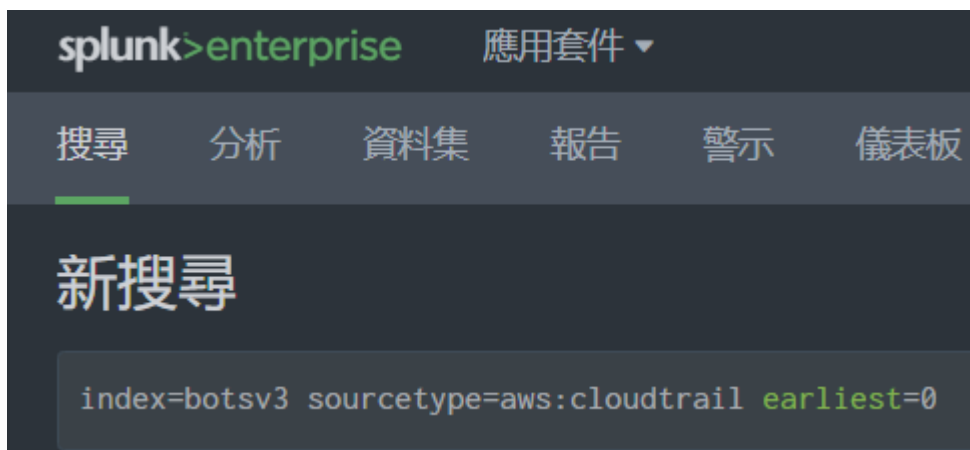 splunk>enterprise 應用套件
搜尋 分析 資料集 報告 警示 儀表板
新搜尋
index=botsv3 sourcetype=aws:cloudtrail earliest=0